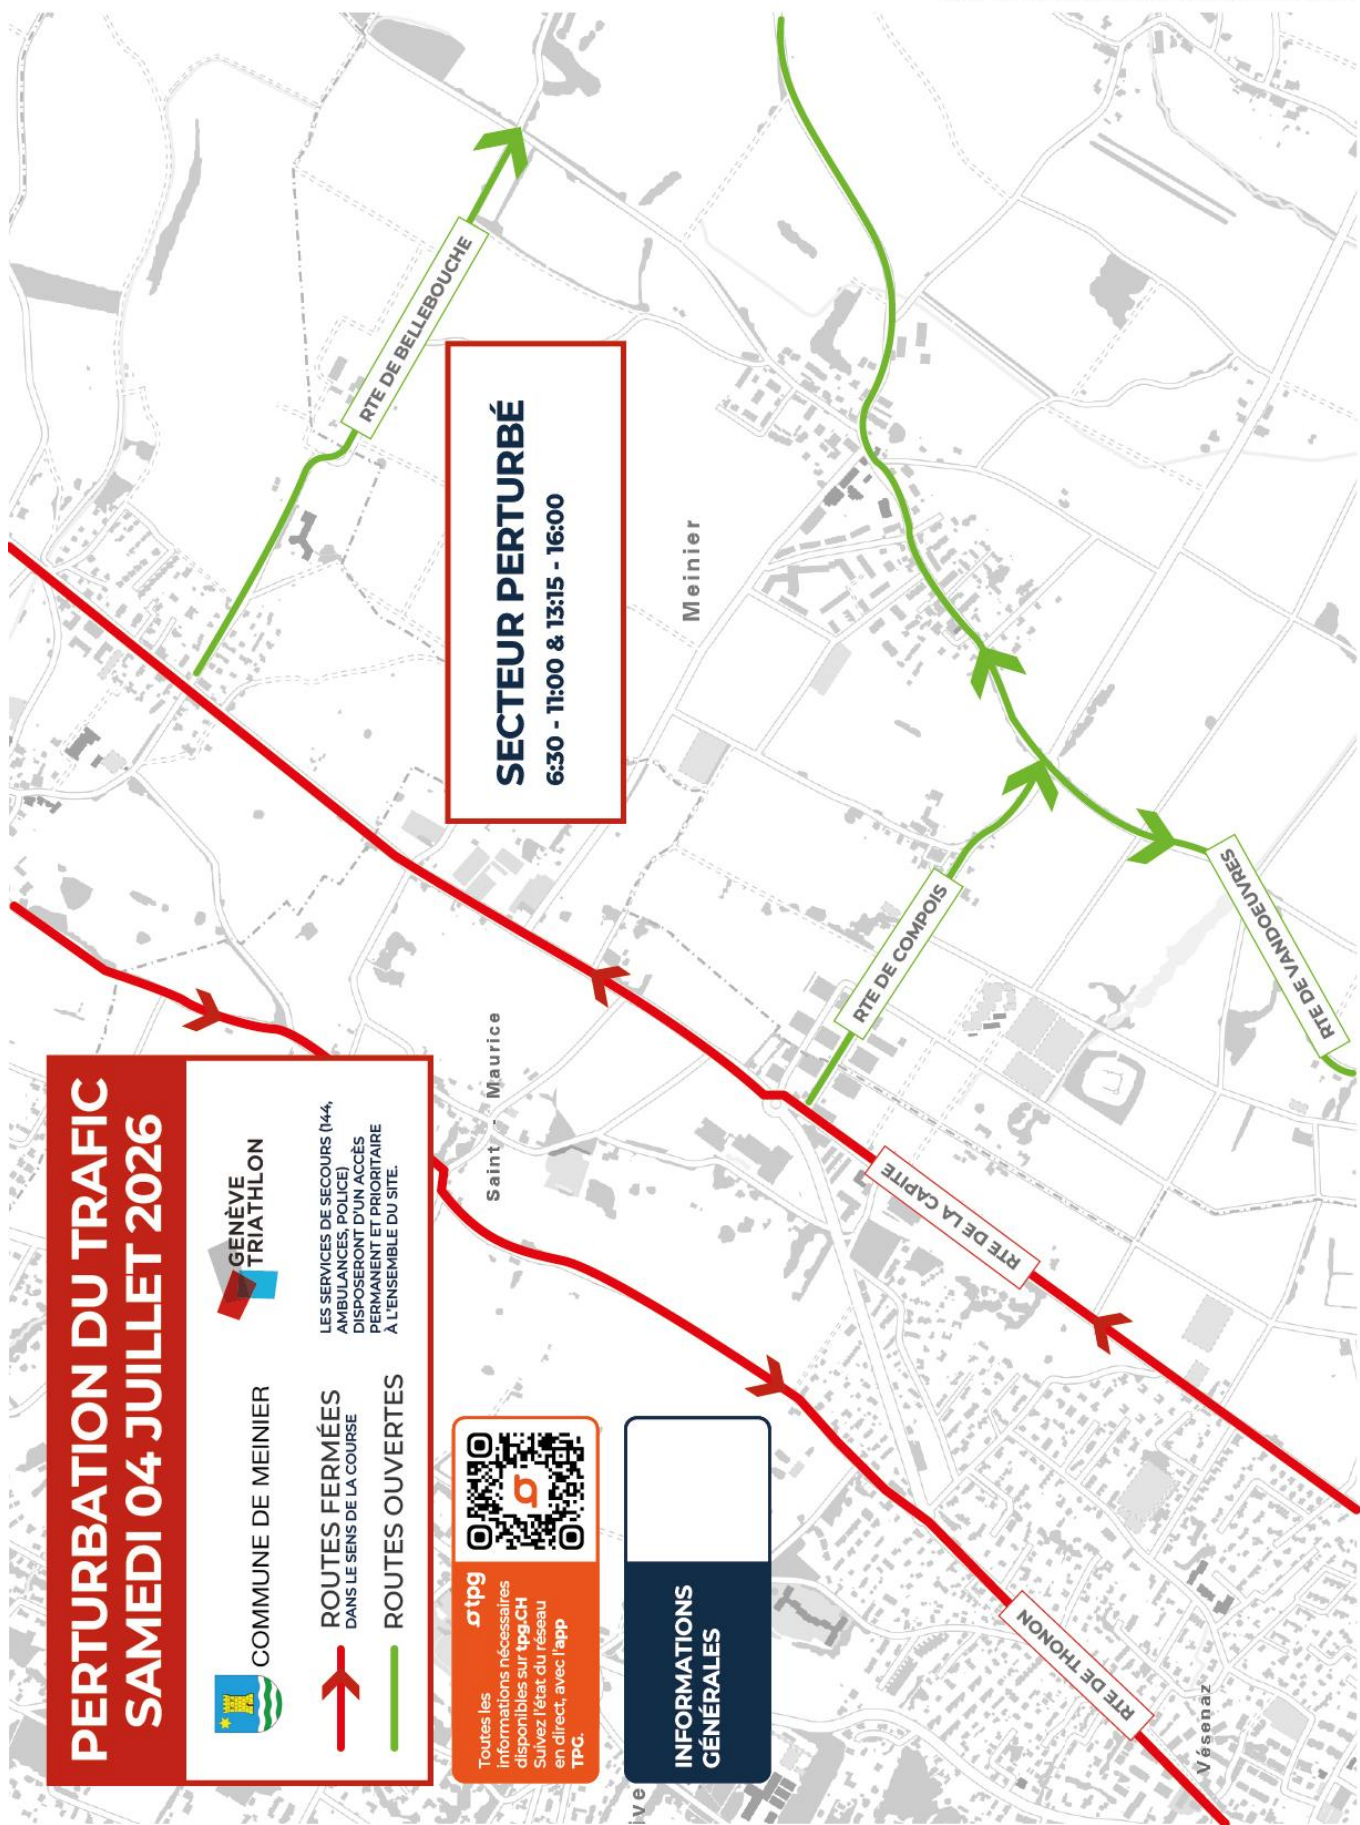 PERTURBATION DU TRAFIC
SAMEDI 04 JUILLET 2026
COMMUNE DE MEINIER
GENÈVE
TRIATHLON
ROUTES FERMÉES
DANS LE SENS DE LA COURSE
ROUTES OUVERTES
LES SERVICES DE SECOURS (144,
AMBULANCES, POLICE)
DISPOSERONT D'UN ACCÈS
PERMANENT ET PRIORITAIRE
À L'ENSEMBLE DU SITE.
tpg
Toutes les
informations nécessaires
disponibles sur tpg.CH
Suivez l'état du réseau
en direct, avec l'app
TPG.
INFORMATIONS
GÉNÉRALES
SECTEUR PERTURBÉ
6:30 - 11:00 & 13:15 - 16:00
RTE DE BELLEBOUCHE
Meinier
Saint - Maurice
RTE DE COMPOIS
RTE DE VANDOEUVRES
RTE DE LA CAPITE
RTE DE THONON
Vésenaz
ive